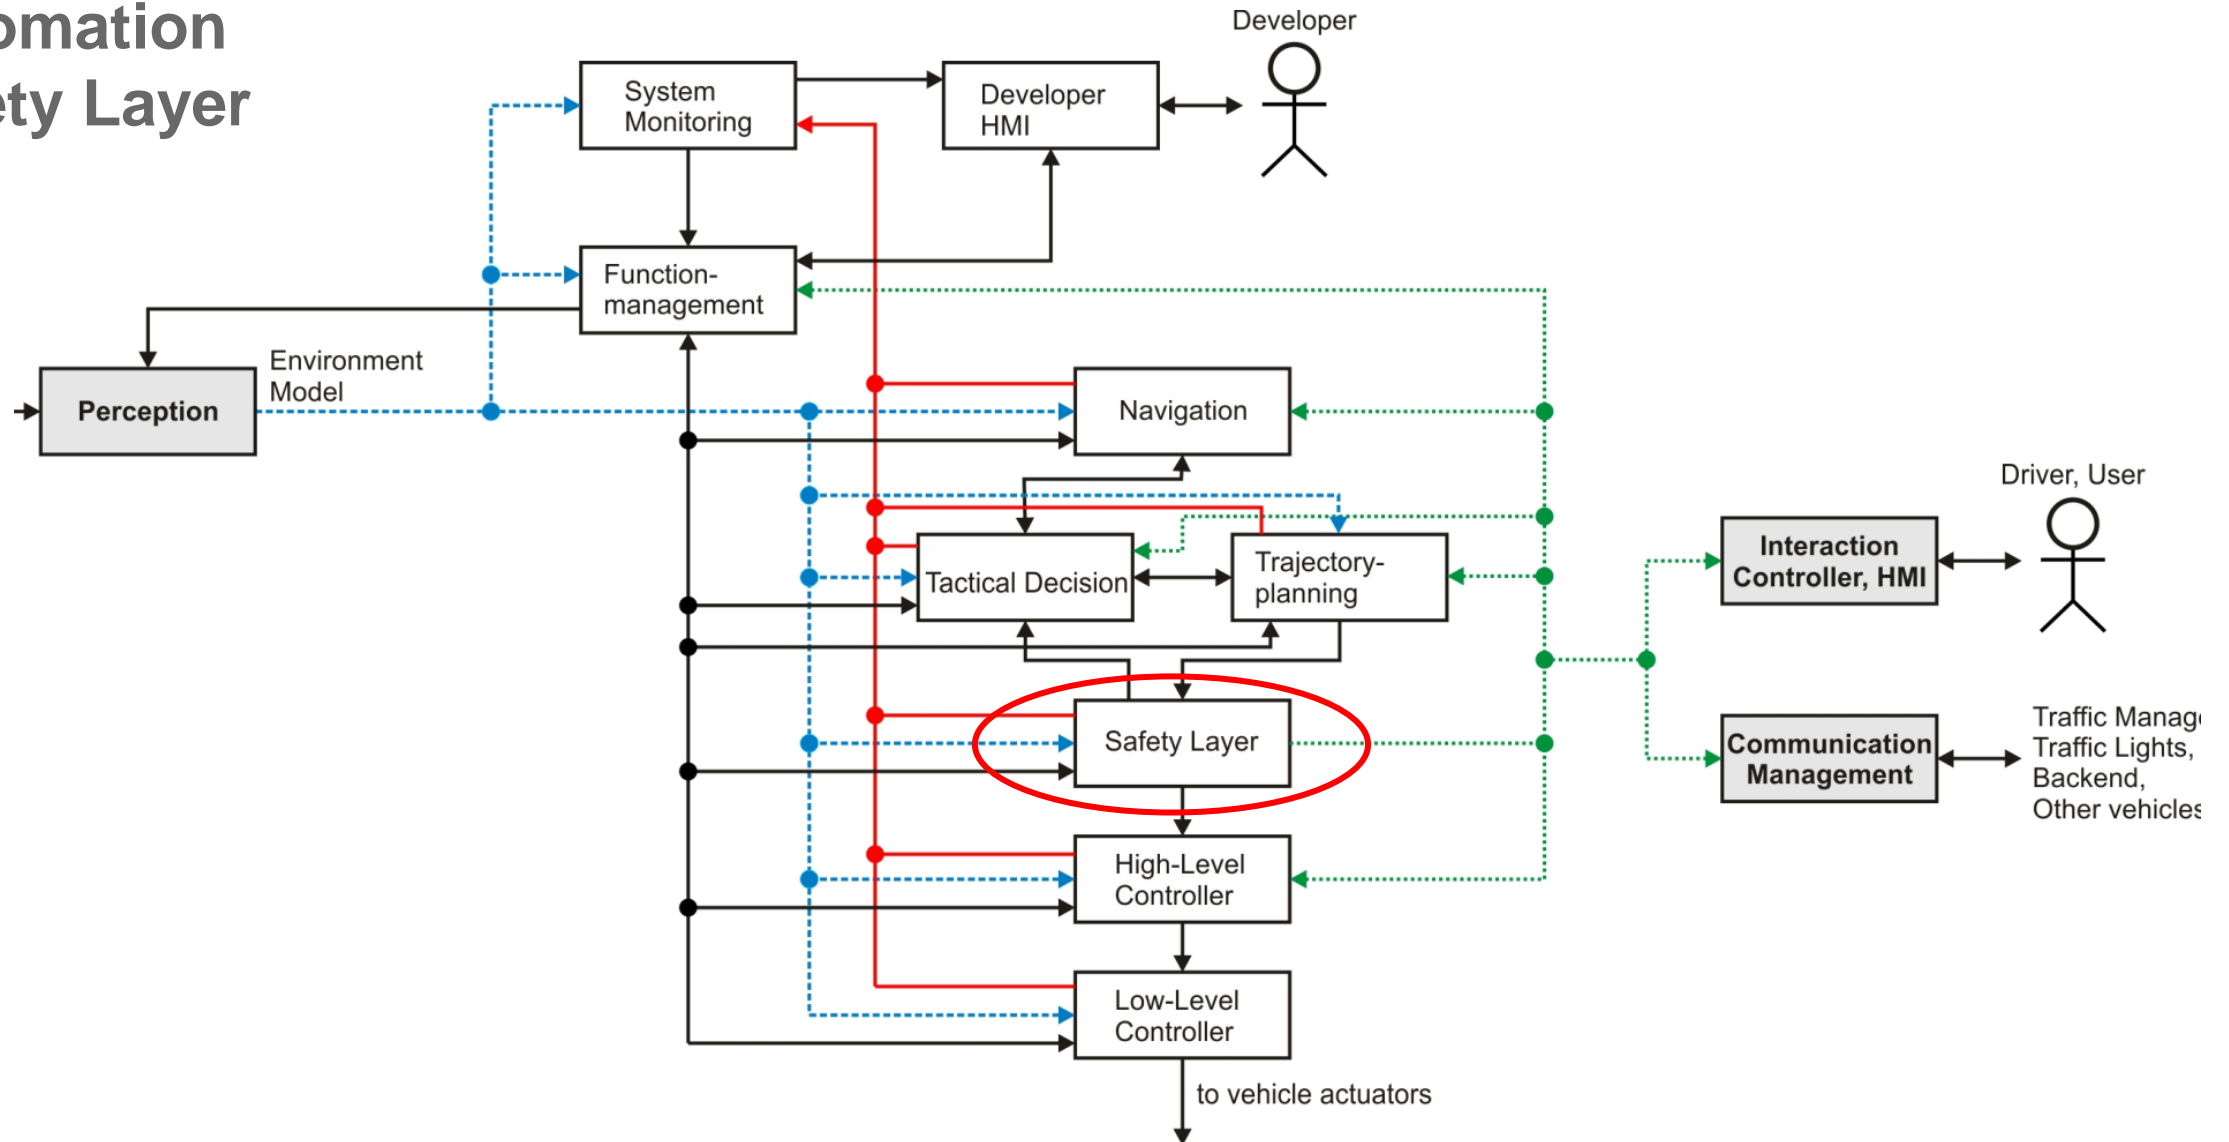 omation
ety Layer
Developer
System
Monitoring
Developer
HMI
Function-
management
Environment
Model
Perception
Navigation
Driver, User
Tactical Decision
Trajectory-
planning
Interaction
Controller, HMI
Safety Layer
Communication
Management
Traffic Manag
Traffic Lights,
Backend,
Other vehicles
High-Level
Controller
Low-Level
Controller
to vehicle actuators